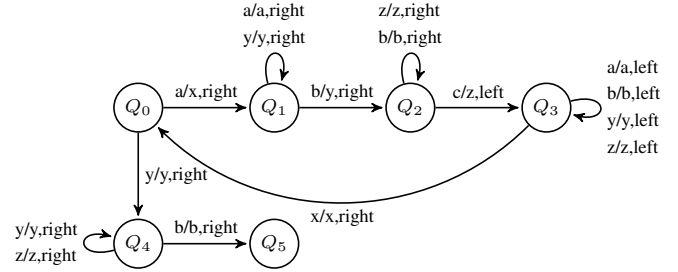 a/a,right
y/y,right
z/z,right
b/b,right
a/a,left
b/b,left
y/y,left
z/z,left
Q0
a/x,right
Q1
b/y,right
Q2
c/z,left
Q3
y/y,right
x/x,right
y/y,right
z/z,right
Q4
b/b,right
Q5